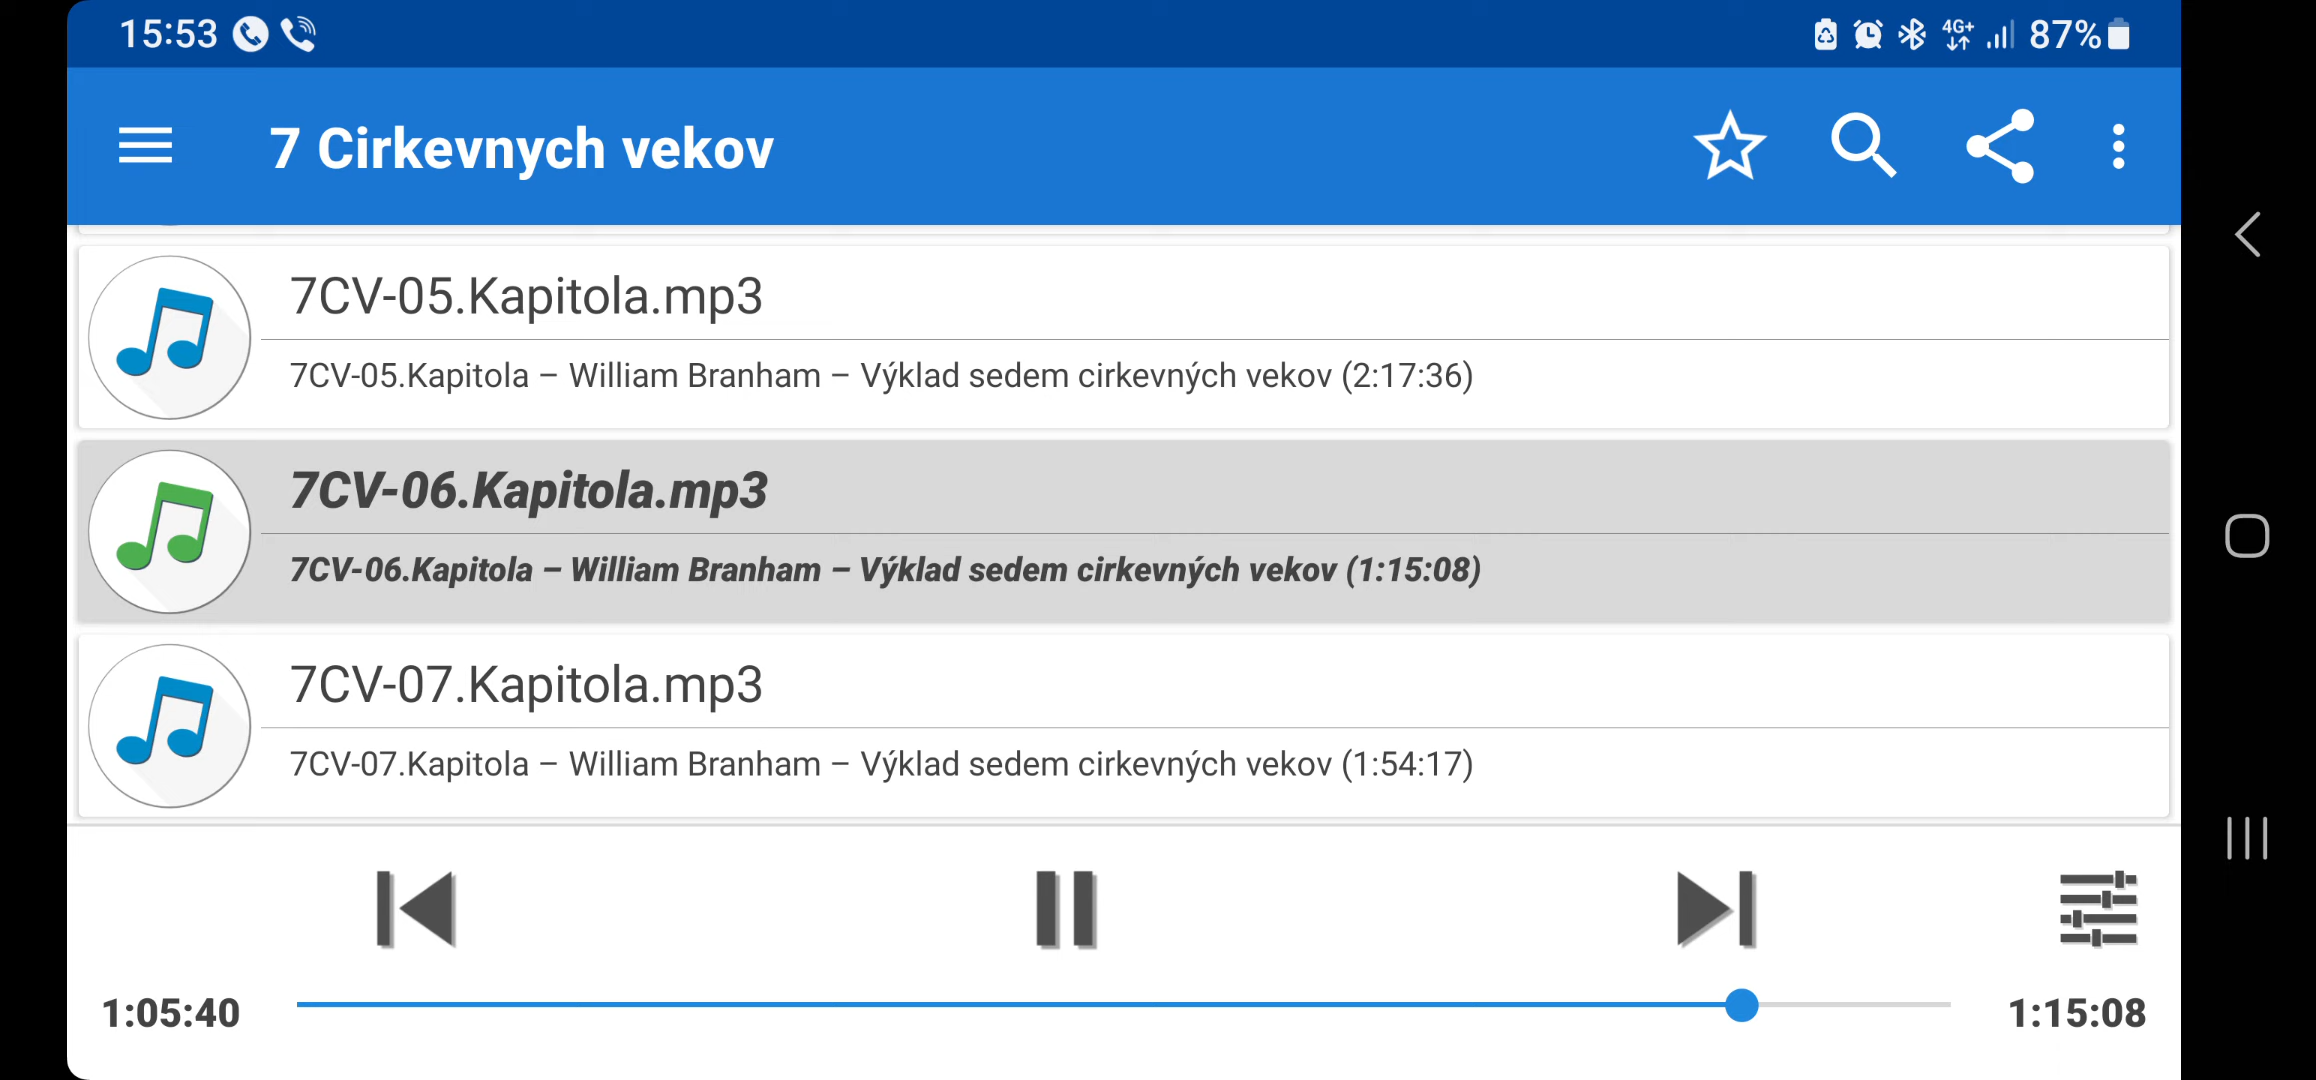 15:53 4G+ 87%
7 Cirkevnych vekov
7CV-05.Kapitola.mp3
7CV-05.Kapitola – William Branham – Výklad sedem cirkevných vekov (2:17:36)
7CV-06.Kapitola.mp3
7CV-06.Kapitola – William Branham – Výklad sedem cirkevných vekov (1:15:08)
7CV-07.Kapitola.mp3
7CV-07.Kapitola – William Branham – Výklad sedem cirkevných vekov (1:54:17)
1:05:40 1:15:08